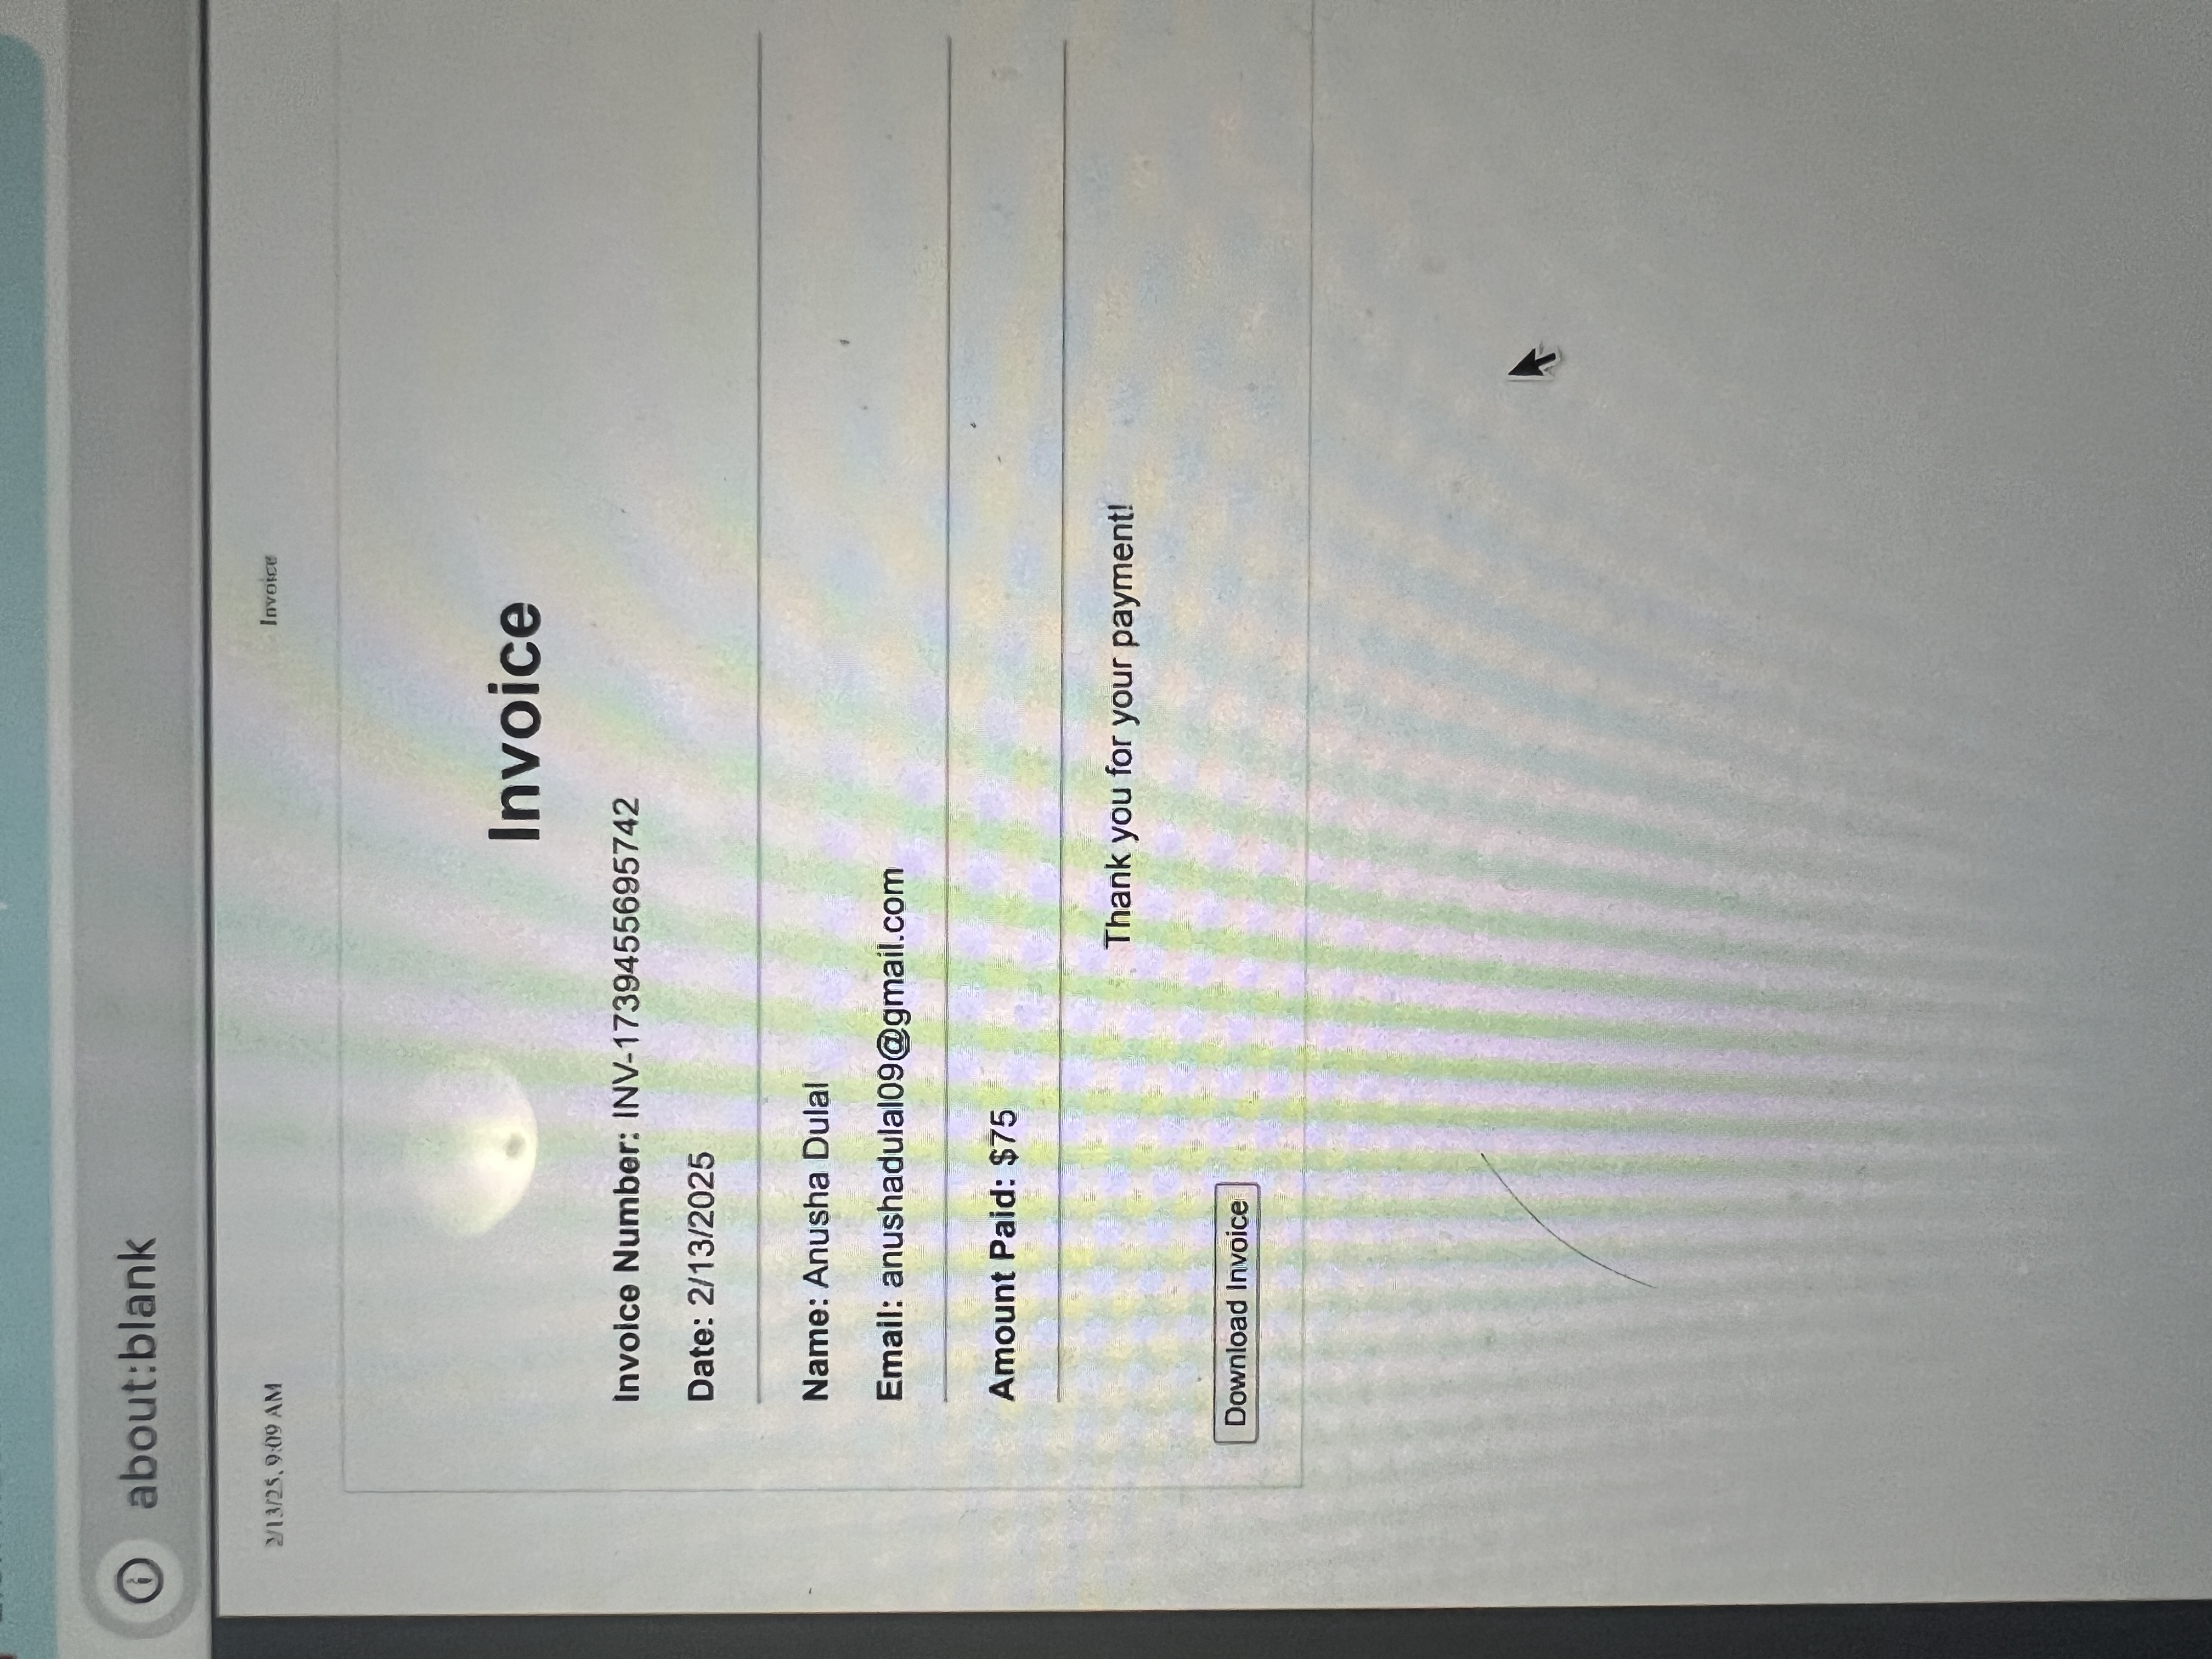 about:blank
2/13/25, 9:09 AM
Invoice
Invoice
Invoice Number: INV-1739455695742
Date: 2/13/2025
Name: Anusha Dulal
Email: anushadulal09@gmail.com
Amount Paid: $75
Thank you for your payment!
Download Invoice